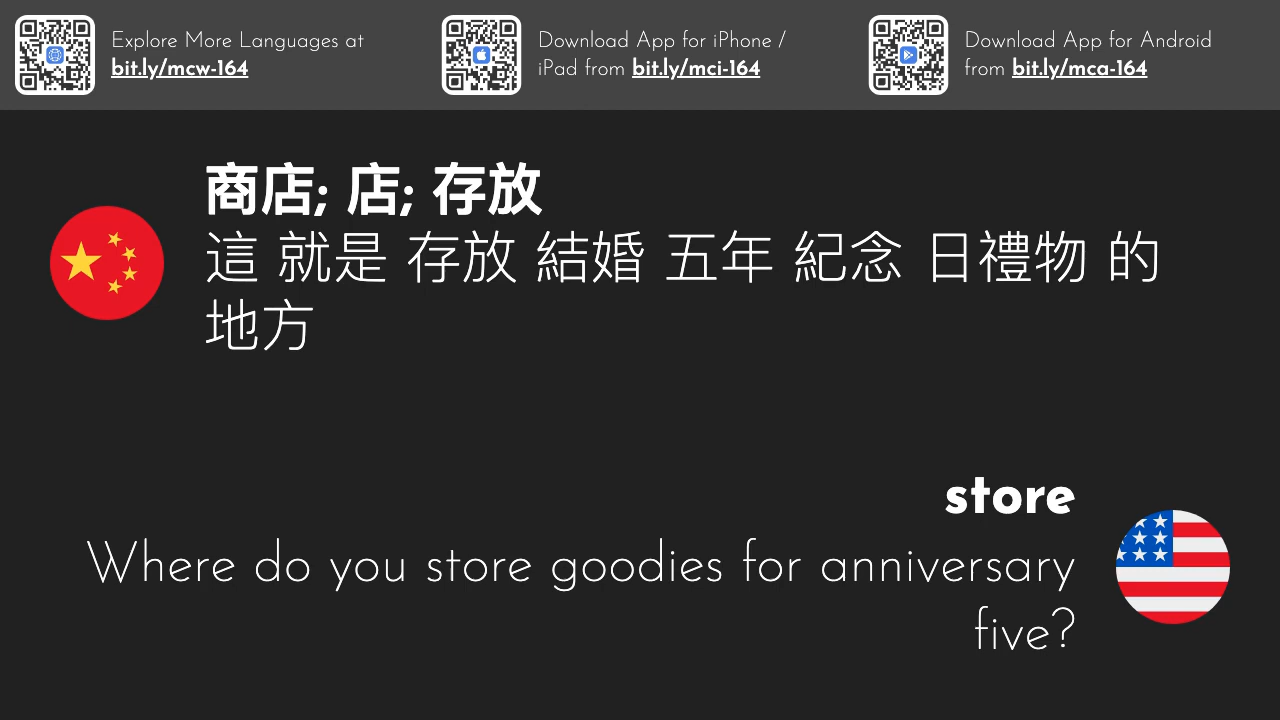 Explore More Languages at
bit.ly/mcw-164
Download App for iPhone /
iPad from bit.ly/mci-164
Download App for Android
from bit.ly/mca-164
商店; 店; 存放
這 就是 存放 結婚 五年 紀念 日禮物 的
地方
store
Where do you store goodies for anniversary
five?